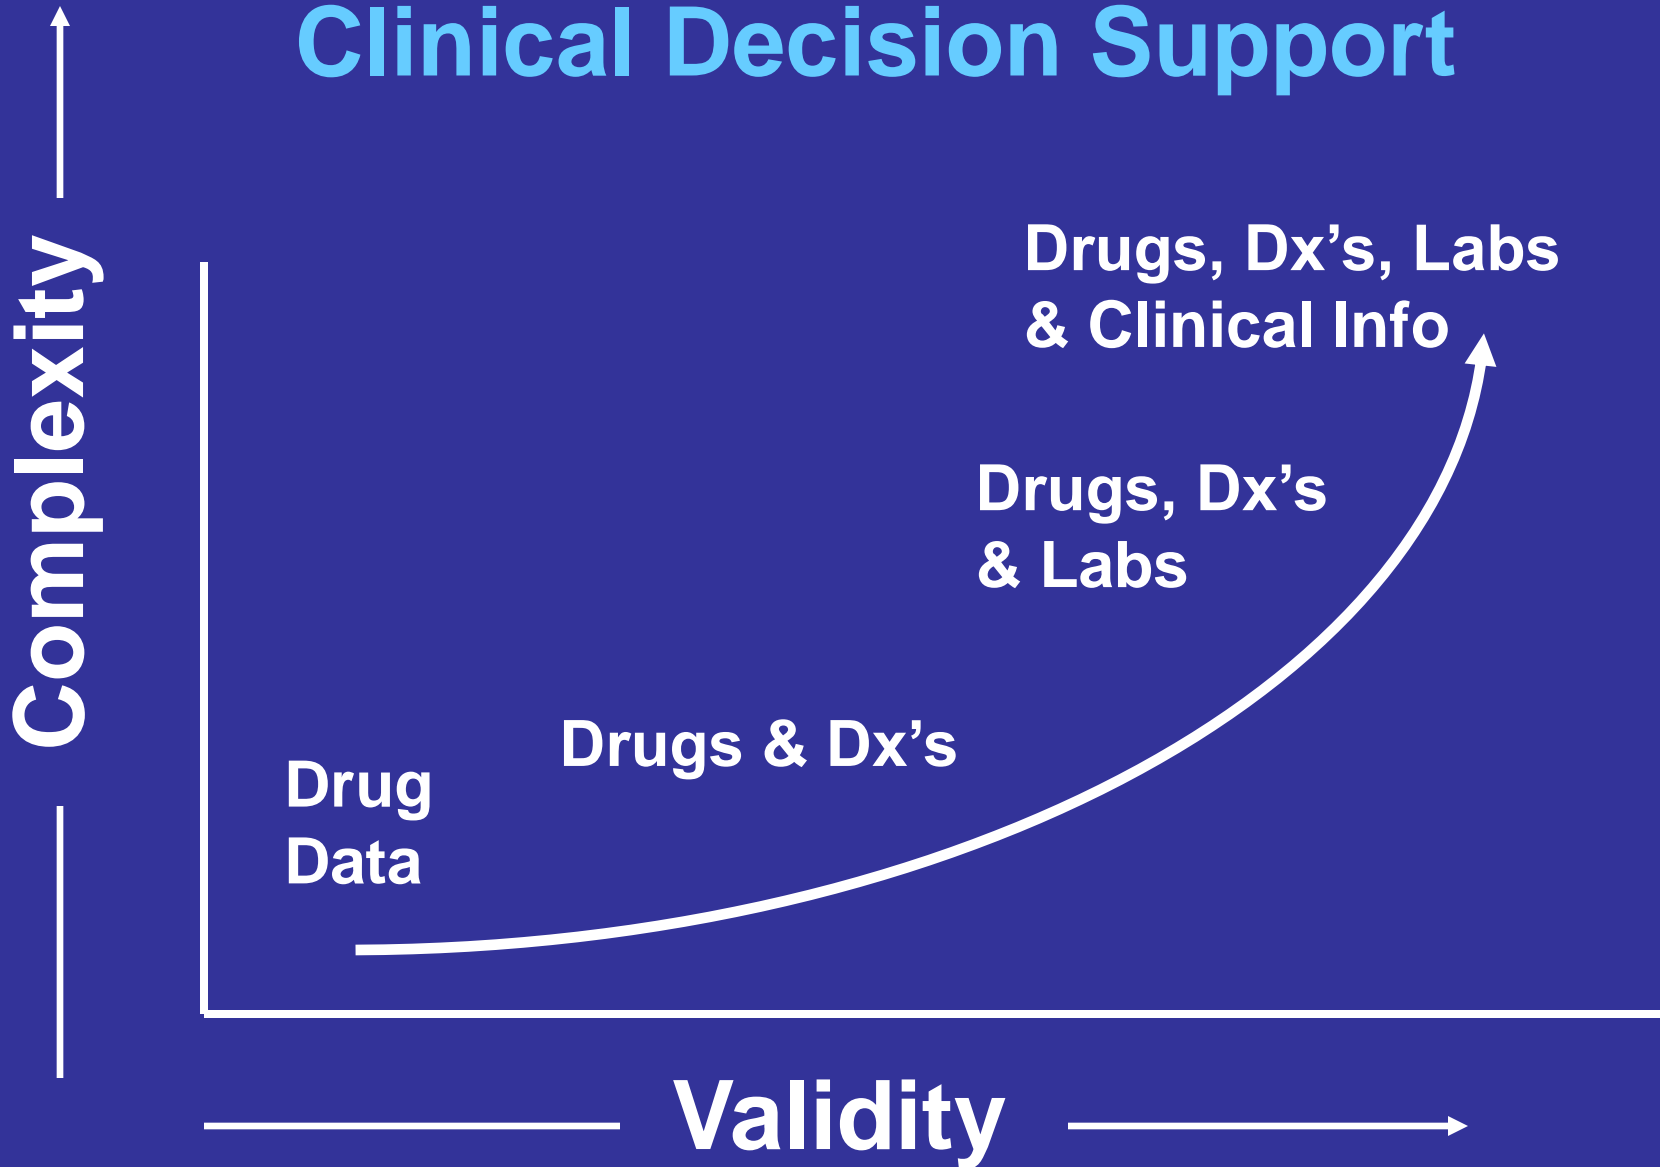 Clinical Decision Support
Complexity
Drugs, Dx’s, Labs
& Clinical Info
Drugs, Dx’s
& Labs
Drugs & Dx’s
Drug
Data
Validity